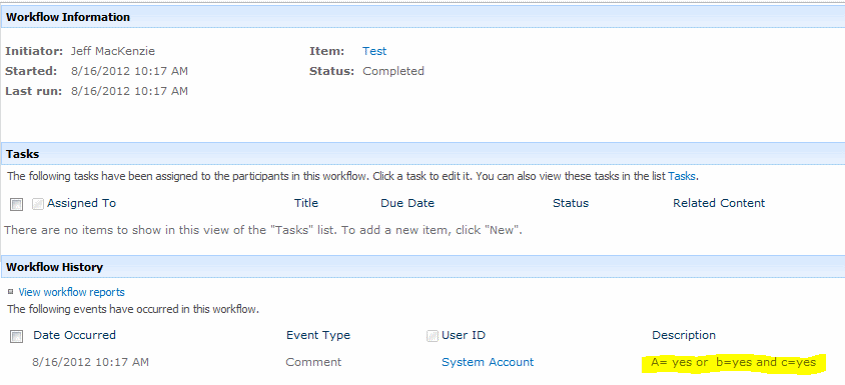 Workflow Information
Initiator: Jeff MacKenzie Item: Test
Started: 8/16/2012 10:17 AM Status: Completed
Last run: 8/16/2012 10:17 AM
Tasks
The following tasks have been assigned to the participants in this workflow. Click a task to edit it. You can also view these tasks in the list Tasks.
Assigned To Title Due Date Status Related Content
There are no items to show in this view of the "Tasks" list. To add a new item, click "New".
Workflow History
View workflow reports
The following events have occurred in this workflow.
Date Occurred Event Type User ID Description
8/16/2012 10:17 AM Comment System Account A= yes or b=yes and c=yes